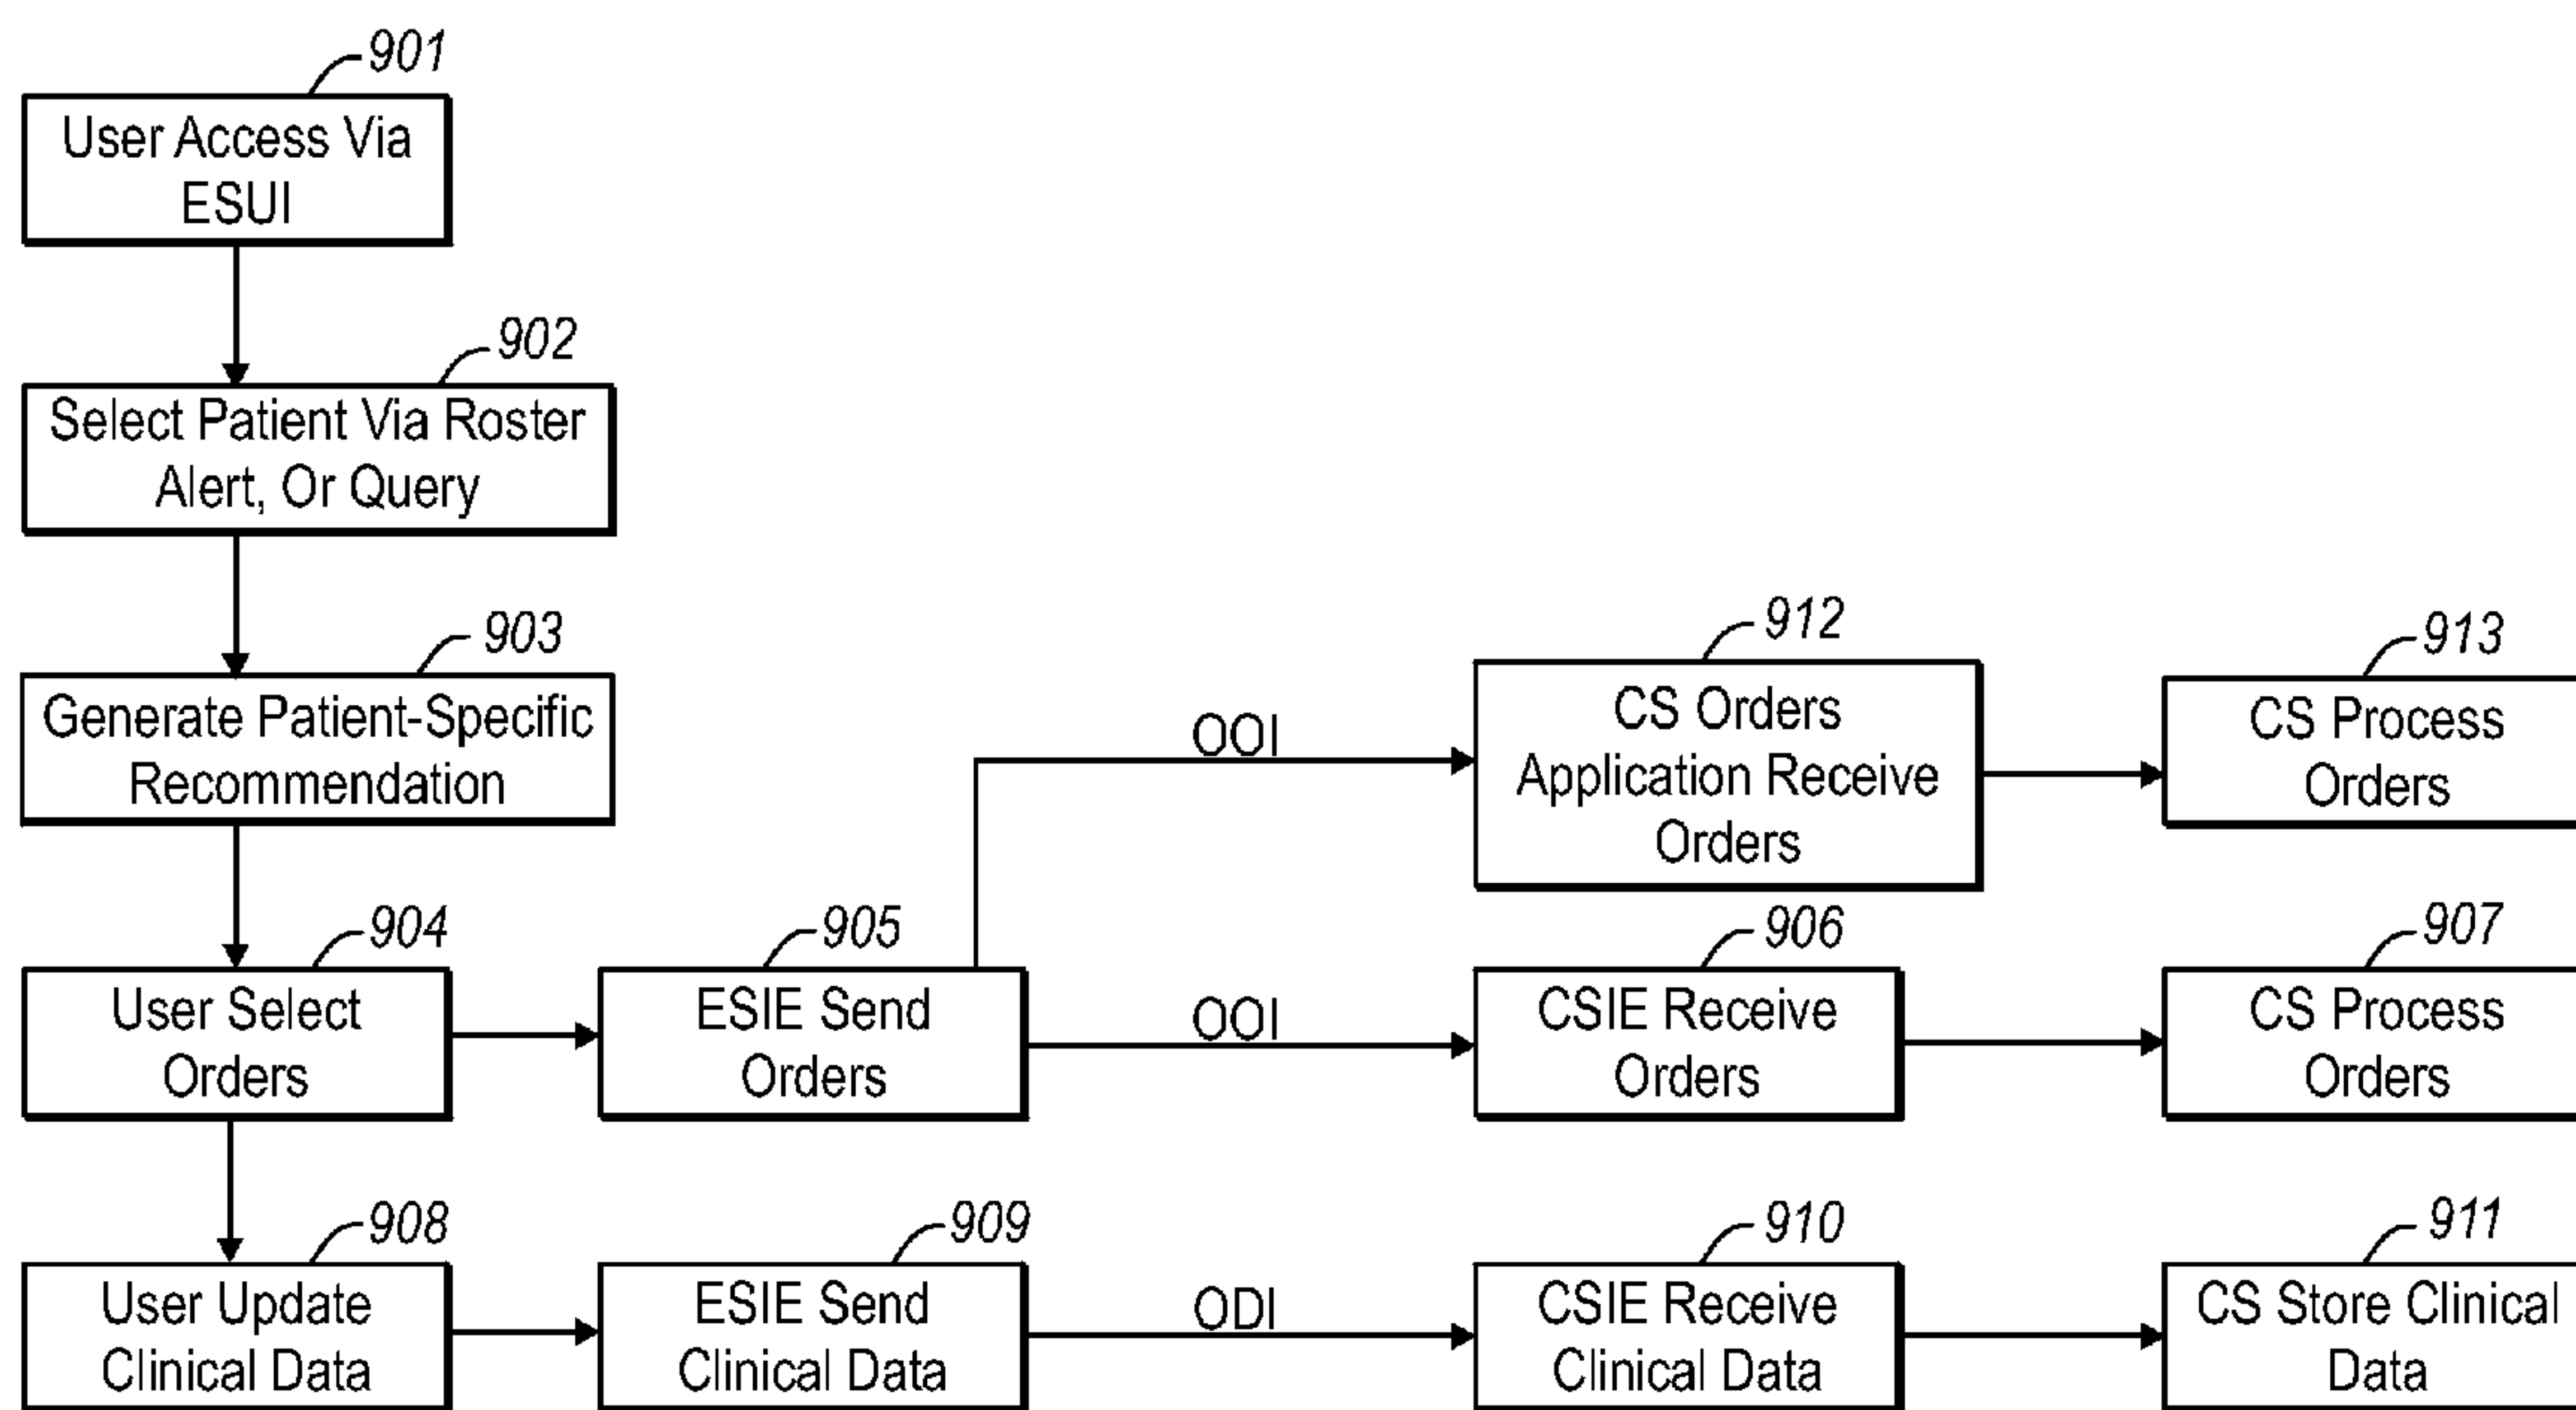 901
User Access Via
ESUI
902
Select Patient Via Roster
Alert, Or Query
903
Generate Patient-Specific
Recommendation
OOI
912
CS Orders
Application Receive
Orders
913
CS Process
Orders
904
User Select
Orders
905
ESIE Send
Orders
OOI
906
CSIE Receive
Orders
907
CS Process
Orders
908
User Update
Clinical Data
909
ESIE Send
Clinical Data
ODI
910
CSIE Receive
Clinical Data
911
CS Store Clinical
Data